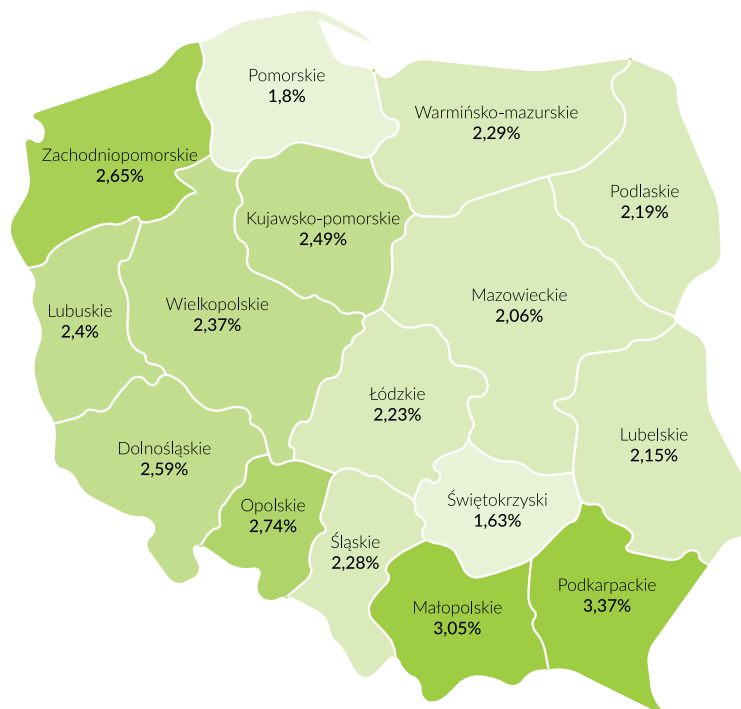 Pomorskie
1,8%
Warmińsko-mazurskie
2,29%
Zachodniopomorskie
2,65%
Podlaskie
2,19%
Kujawsko-pomorskie
2,49%
Mazowieckie
2,06%
Lubuskie
2,4%
Wielkopolskie
2,37%
Łódzkie
2,23%
Lubelskie
2,15%
Dolnośląskie
2,59%
Opolskie
2,74%
Świętokrzyski
1,63%
Śląskie
2,28%
Małopolskie
3,05%
Podkarpackie
3,37%